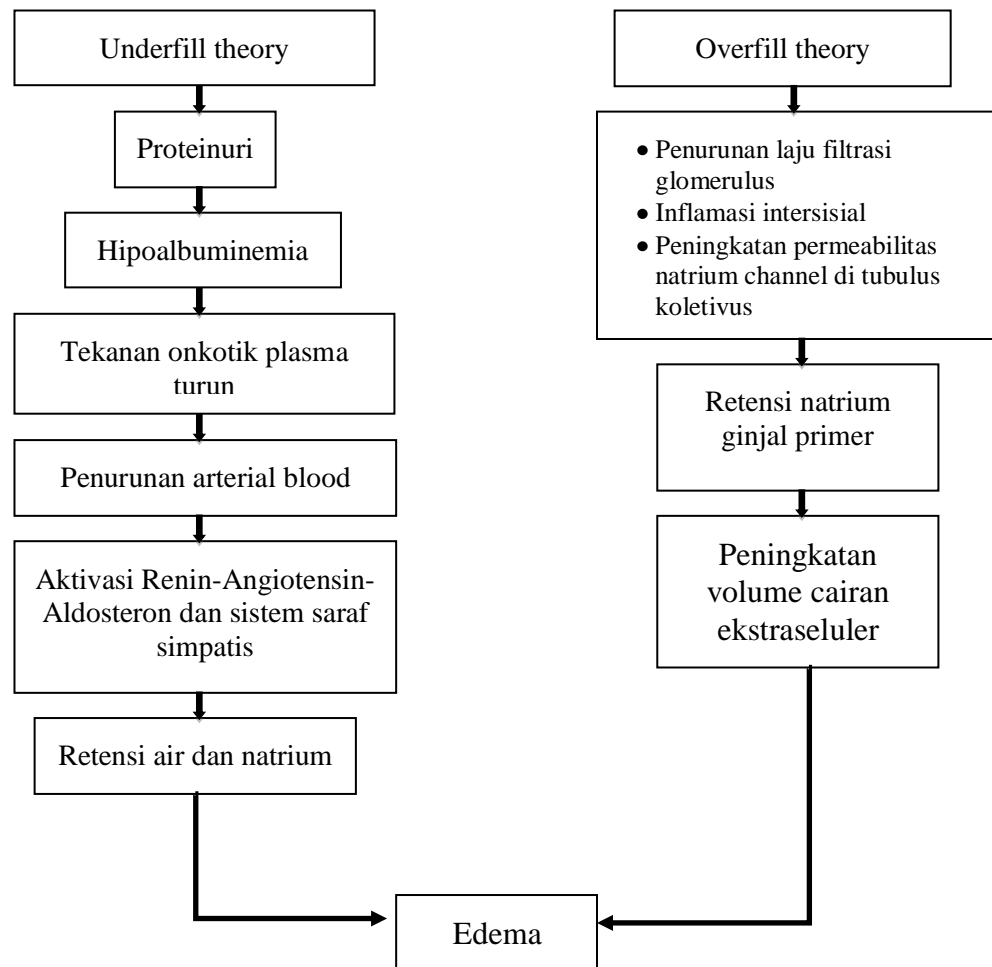 Underfill theory
Proteinuri
Hipoalbuminemia
Tekanan onkotik plasma
turun
Penurunan arterial blood
Aktivasi Renin-Angiotensin-
Aldosteron dan sistem saraf
simpatis
Retensi air dan natrium
Overfill theory
• Penurunan laju filtrasi
glomerulus
• Inflamasi intersisial
• Peningkatan permeabilitas
natrium channel di tubulus
koletivus
Retensi natrium
ginjal primer
Peningkatan
volume cairan
ekstraseluler
Edema